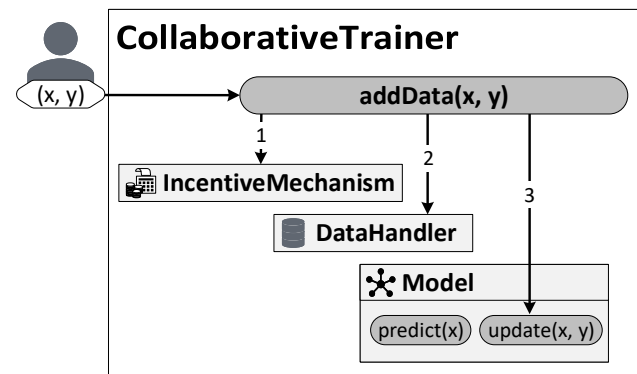 CollaborativeTrainer
(x, y)
addData(x, y)
1
2
3
IncentiveMechanism
DataHandler
Model
predict(x)
update(x, y)